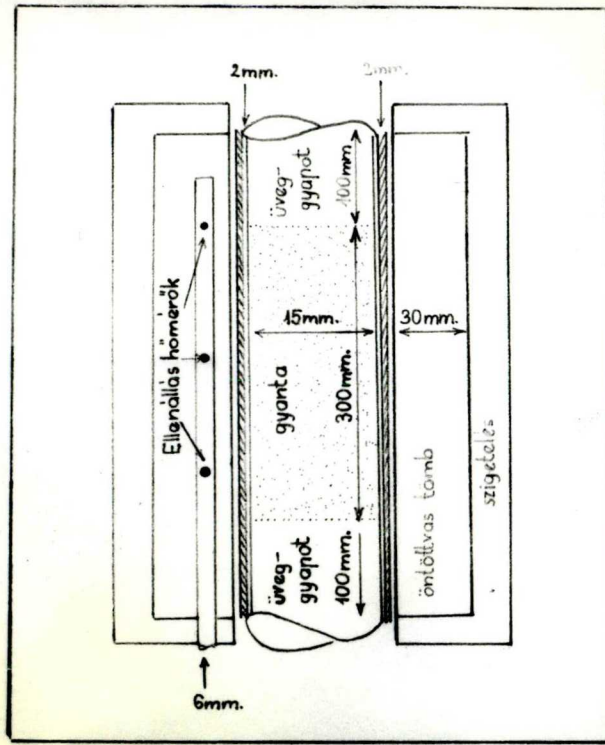 2mm.
2mm.
üveg-
gyapot
100mm.
Ellenállás hőmérők
15mm.
30mm.
gyanta
300mm.
öntöttvas tömb
szigetelés
üveg-
gyapot
100mm.
6mm.